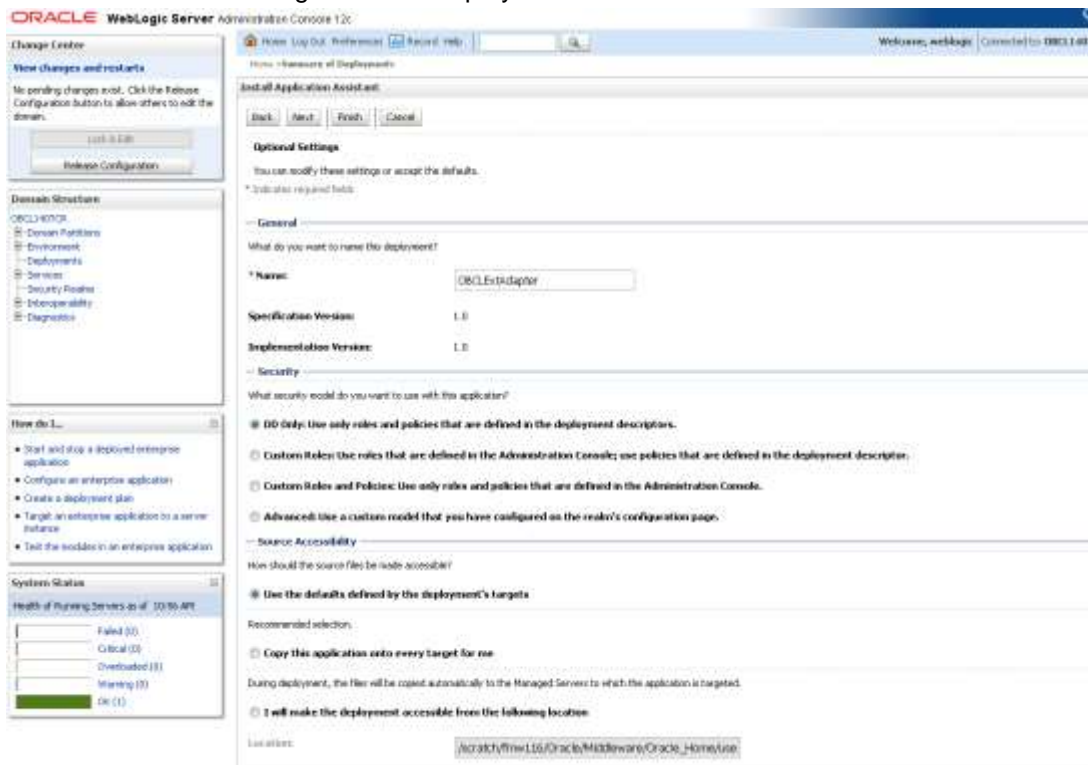 ORACLE WebLogic Server Administration Console 12c
Change Center
View changes and restarts
No pending changes exist. Click the Release
Configuration button to allow others to edit the
domain.
Lock & Edit
Release Configuration
Domain Structure
Domain Partitions
Environment
Deployments
Services
Security Realms
Interoperability
Diagnostics
How do I...
Start and stop a deployed enterprise
application
Configure an enterprise application
Create a deployment plan
Target an enterprise application to a server
instance
Test the modules in an enterprise application
System Status
Health of Running Servers as of 10:56 AM
Failed (0)
Critical (0)
Overloaded (0)
Warning (0)
OK (1)
Home Log Out Preferences Record Help
Welcome, weblogic Connected to:
Home >Summary of Deployments
Install Application Assistant
Back Next Finish Cancel
Optional Settings
You can modify these settings or accept the defaults.
* Indicates required fields
General
What do you want to name this deployment?
* Name: OBCLExtAdapter
Specification Version: 1.0
Implementation Version: 1.0
Security
What security model do you want to use with this application?
DD Only: Use only roles and policies that are defined in the deployment descriptors.
Custom Roles: Use roles that are defined in the Administration Console; use policies that are defined in the deployment descriptor.
Custom Roles and Policies: Use only roles and policies that are defined in the Administration Console.
Advanced: Use a custom model that you have configured on the realm's configuration page.
Source Accessibility
How should the source files be made accessible?
Use the defaults defined by the deployment's targets
Recommended selection.
Copy this application onto every target for me
During deployment, the files will be copied automatically to the Managed Servers to which the application is targeted.
I will make the deployment accessible from the following location
Location: /scratch/fmw116/Oracle/Middleware/Oracle_Home/use